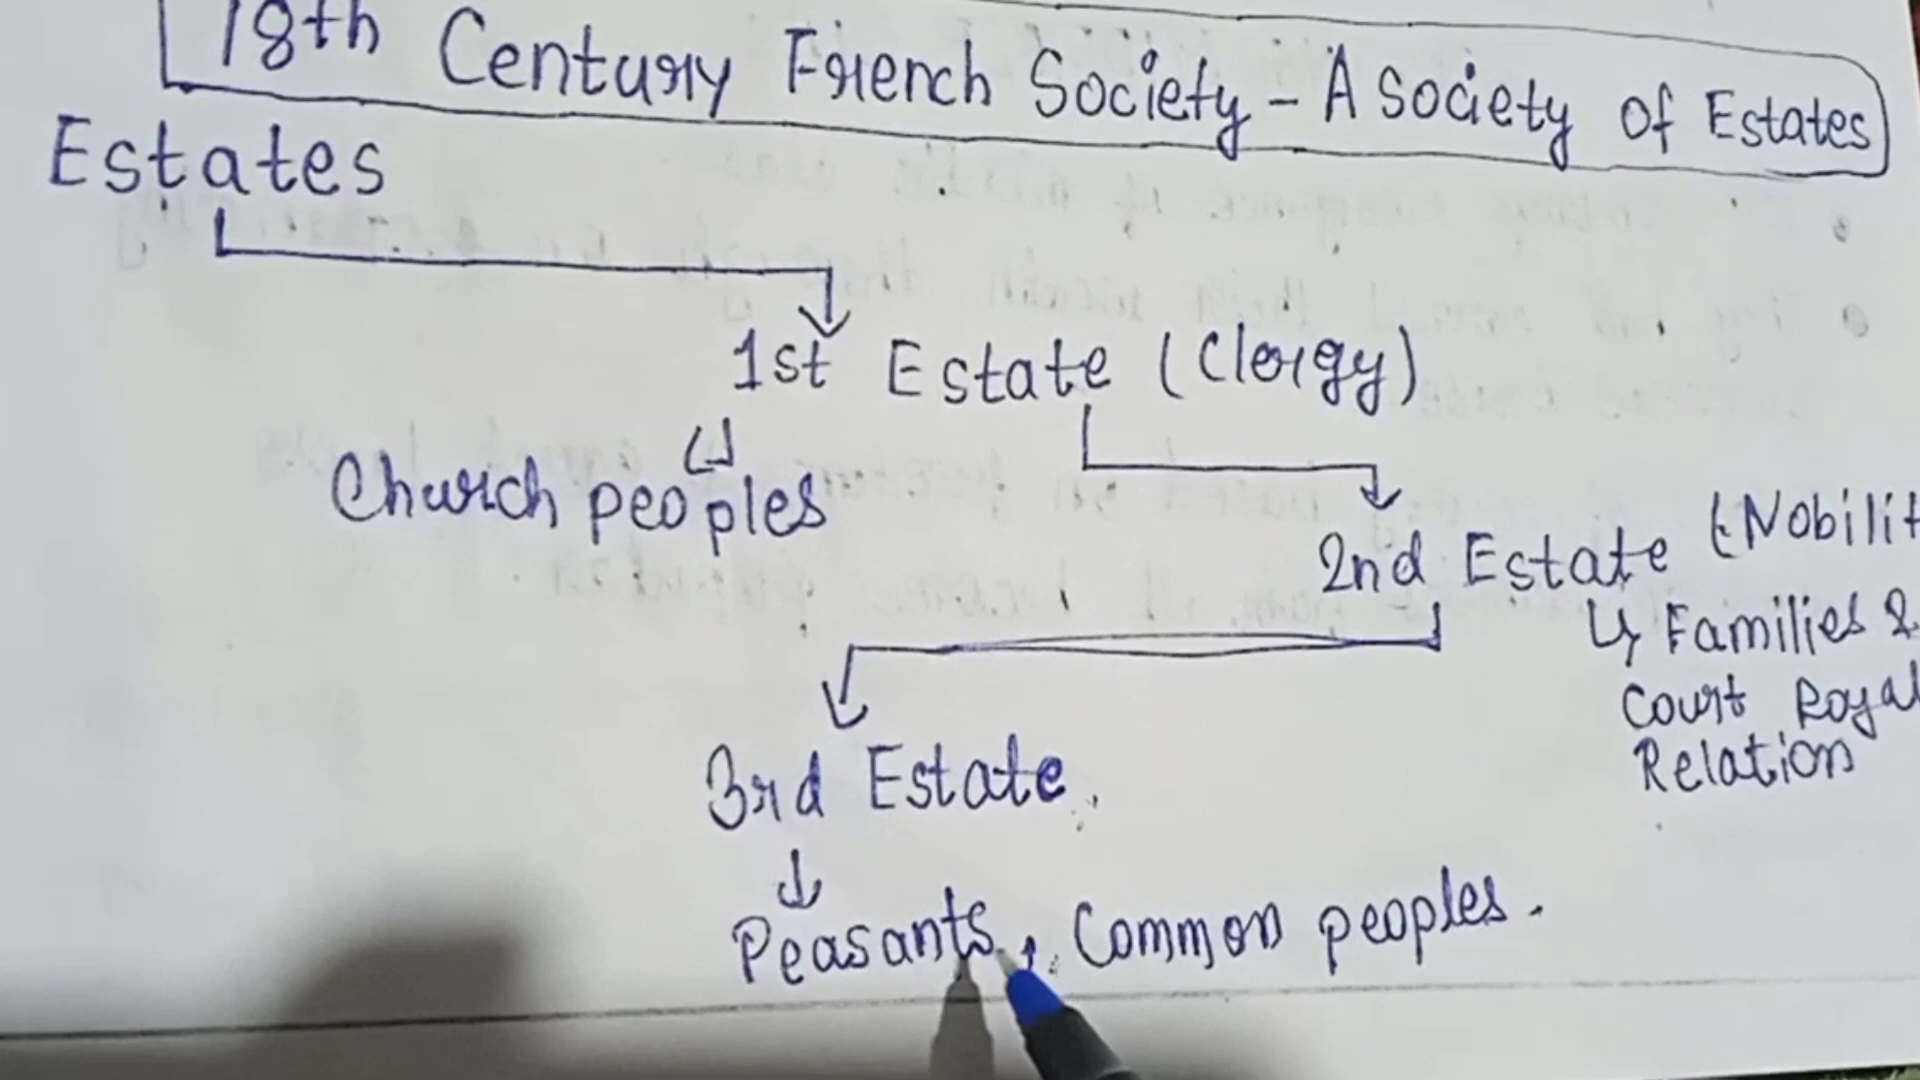 18th Century French Society - A Society of Estates
Estates
1st Estate (Clergy)
Church peoples
2nd Estate (Nobilit
Families &
Court Royal
Relation
3rd Estate.
Peasants, Common peoples.